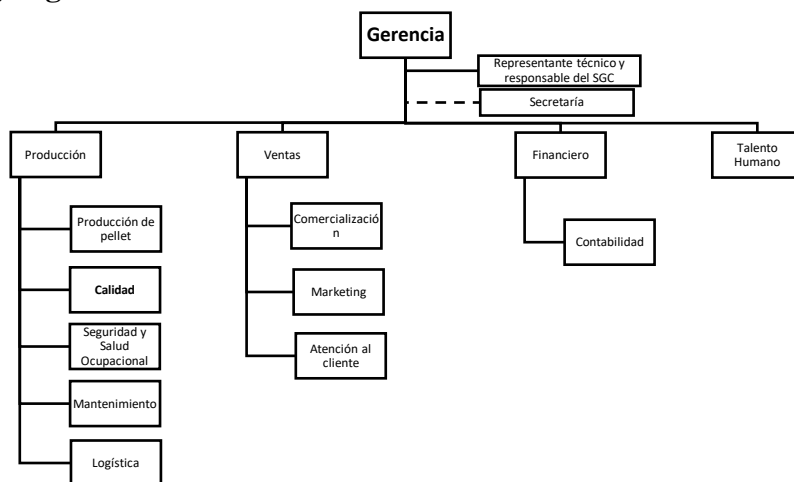 Gerencia
Representante técnico y
responsable del SGC
Secretaría
Producción
Ventas
Financiero
Talento
Humano
Producción de
pellet
Calidad
Seguridad y
Salud
Ocupacional
Mantenimiento
Logística
Comercializació
n
Marketing
Atención al
cliente
Contabilidad